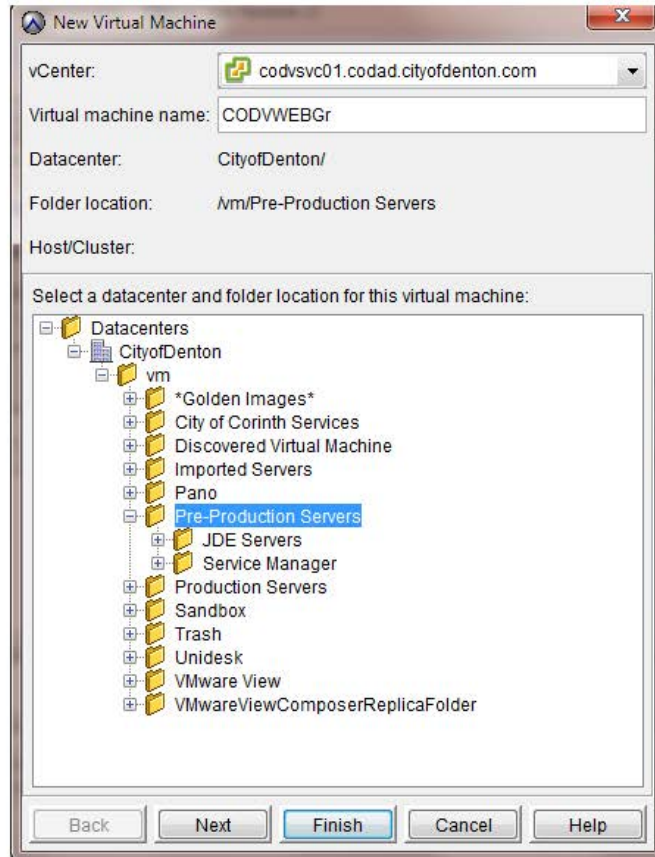 New Virtual Machine
vCenter: codvsvc01.codad.cityofdenton.com
Virtual machine name: CODVWEBGr
Datacenter: CityofDenton/
Folder location: /vm/Pre-Production Servers
Host/Cluster:
Select a datacenter and folder location for this virtual machine:
Datacenters
CityofDenton
vm
*Golden Images*
City of Corinth Services
Discovered Virtual Machine
Imported Servers
Pano
Pre-Production Servers
JDE Servers
Service Manager
Production Servers
Sandbox
Trash
Unidesk
VMware View
VMwareViewComposerReplicaFolder
Back Next Finish Cancel Help